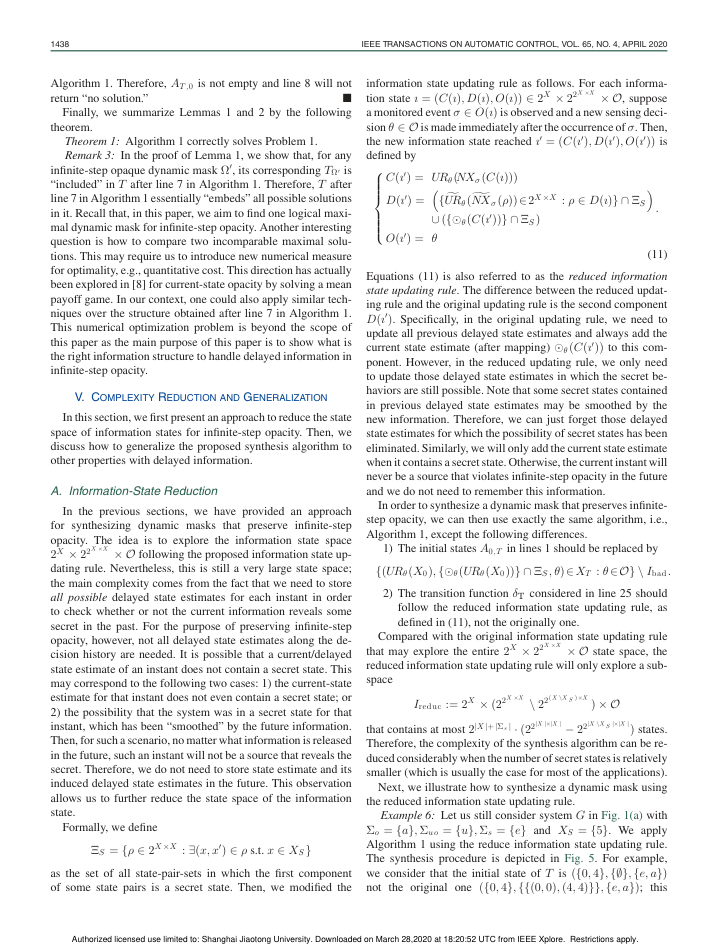 1438
IEEE TRANSACTIONS ON AUTOMATIC CONTROL, VOL. 65, NO. 4, APRIL 2020
Algorithm 1. Therefore, A_{T,0} is not empty and line 8 will not
return “no solution.” ■
Finally, we summarize Lemmas 1 and 2 by the following
theorem.
Theorem 1: Algorithm 1 correctly solves Problem 1.
Remark 3: In the proof of Lemma 1, we show that, for any
infinite-step opaque dynamic mask Ω′, its corresponding T_{Ω′} is
“included” in T after line 7 in Algorithm 1. Therefore, T after
line 7 in Algorithm 1 essentially “embeds” all possible solutions
in it. Recall that, in this paper, we aim to find one logical maxi-
mal dynamic mask for infinite-step opacity. Another interesting
question is how to compare two incomparable maximal solu-
tions. This may require us to introduce new numerical measure
for optimality, e.g., quantitative cost. This direction has actually
been explored in [8] for current-state opacity by solving a mean
payoff game. In our context, one could also apply similar tech-
niques over the structure obtained after line 7 in Algorithm 1.
This numerical optimization problem is beyond the scope of
this paper as the main purpose of this paper is to show what is
the right information structure to handle delayed information in
infinite-step opacity.
V. COMPLEXITY REDUCTION AND GENERALIZATION
In this section, we first present an approach to reduce the state
space of information states for infinite-step opacity. Then, we
discuss how to generalize the proposed synthesis algorithm to
other properties with delayed information.
A. Information-State Reduction
In the previous sections, we have provided an approach
for synthesizing dynamic masks that preserve infinite-step
opacity. The idea is to explore the information state space
2^X × 2^{2^{X×X}} × O following the proposed information state up-
dating rule. Nevertheless, this is still a very large state space;
the main complexity comes from the fact that we need to store
all possible delayed state estimates for each instant in order
to check whether or not the current information reveals some
secret in the past. For the purpose of preserving infinite-step
opacity, however, not all delayed state estimates along the de-
cision history are needed. It is possible that a current/delayed
state estimate of an instant does not contain a secret state. This
may correspond to the following two cases: 1) the current-state
estimate for that instant does not even contain a secret state; or
2) the possibility that the system was in a secret state for that
instant, which has been “smoothed” by the future information.
Then, for such a scenario, no matter what information is released
in the future, such an instant will not be a source that reveals the
secret. Therefore, we do not need to store state estimate and its
induced delayed state estimates in the future. This observation
allows us to further reduce the state space of the information
state.
Formally, we define
Ξ_S = {ρ ∈ 2^{X×X} : ∃(x, x′) ∈ ρ s.t. x ∈ X_S}
as the set of all state-pair-sets in which the first component
of some state pairs is a secret state. Then, we modified the
information state updating rule as follows. For each informa-
tion state ı = (C(ı), D(ı), O(ı)) ∈ 2^X × 2^{2^{X×X}} × O, suppose
a monitored event σ ∈ O(ı) is observed and a new sensing deci-
sion θ ∈ O is made immediately after the occurrence of σ. Then,
the new information state reached ı′ = (C(ı′), D(ı′), O(ı′)) is
defined by
C(ı′) = UR_θ(NX_σ(C(ı)))
D(ı′) = ({\widetilde{UR}_θ(\widetilde{NX}_σ(ρ)) ∈ 2^{X×X} : ρ ∈ D(ı)} ∩ Ξ_S)
∪ ({⊙_θ(C(ı′))} ∩ Ξ_S) .
O(ı′) = θ
(11)
Equations (11) is also referred to as the reduced information
state updating rule. The difference between the reduced updat-
ing rule and the original updating rule is the second component
D(ı′). Specifically, in the original updating rule, we need to
update all previous delayed state estimates and always add the
current state estimate (after mapping) ⊙_θ(C(ı′)) to this com-
ponent. However, in the reduced updating rule, we only need
to update those delayed state estimates in which the secret be-
haviors are still possible. Note that some secret states contained
in previous delayed state estimates may be smoothed by the
new information. Therefore, we can just forget those delayed
state estimates for which the possibility of secret states has been
eliminated. Similarly, we will only add the current state estimate
when it contains a secret state. Otherwise, the current instant will
never be a source that violates infinite-step opacity in the future
and we do not need to remember this information.
In order to synthesize a dynamic mask that preserves infinite-
step opacity, we can then use exactly the same algorithm, i.e.,
Algorithm 1, except the following differences.
1) The initial states A_{0,T} in lines 1 should be replaced by
{(UR_θ(X_0), {⊙_θ(UR_θ(X_0))} ∩ Ξ_S, θ) ∈ X_T : θ ∈ O} \ I_{bad}.
2) The transition function δ_T considered in line 25 should
follow the reduced information state updating rule, as
defined in (11), not the originally one.
Compared with the original information state updating rule
that may explore the entire 2^X × 2^{2^{X×X}} × O state space, the
reduced information state updating rule will only explore a sub-
space
I_{reduc} := 2^X × (2^{2^{X×X}} \ 2^{2^{(X\X_S)×X}}) × O
that contains at most 2^{|X|+|Σ_s|} · (2^{2^{|X|×|X|}} − 2^{2^{|X\X_S|×|X|}}) states.
Therefore, the complexity of the synthesis algorithm can be re-
duced considerably when the number of secret states is relatively
smaller (which is usually the case for most of the applications).
Next, we illustrate how to synthesize a dynamic mask using
the reduced information state updating rule.
Example 6: Let us still consider system G in Fig. 1(a) with
Σ_o = {a}, Σ_{uo} = {u}, Σ_s = {e} and X_S = {5}. We apply
Algorithm 1 using the reduce information state updating rule.
The synthesis procedure is depicted in Fig. 5. For example,
we consider that the initial state of T is ({0, 4}, {∅}, {e, a})
not the original one ({0, 4}, {{(0, 0), (4, 4)}}, {e, a}); this
Authorized licensed use limited to: Shanghai Jiaotong University. Downloaded on March 28,2020 at 18:20:52 UTC from IEEE Xplore. Restrictions apply.